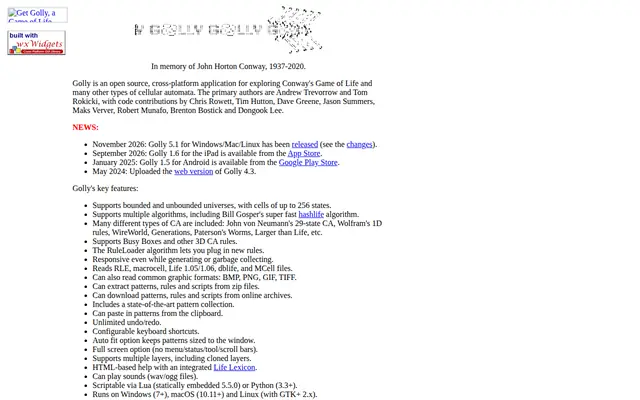 Get Golly, a
Game of Life
built with
wxWidgets
GOLLY GOLLY G
In memory of John Horton Conway, 1937-2020.
Golly is an open source, cross-platform application for exploring Conway's Game of Life and
many other types of cellular automata. The primary authors are Andrew Trevorrow and Tom
Rokicki, with code contributions by Chris Rowett, Tim Hutton, Dave Greene, Jason Summers,
Maks Verver, Robert Munafo, Brenton Bostick and Dongook Lee.
NEWS:
November 2026: Golly 5.1 for Windows/Mac/Linux has been released (see the changes).
September 2026: Golly 1.6 for the iPad is available from the App Store.
January 2025: Golly 1.5 for Android is available from the Google Play Store.
May 2024: Uploaded the web version of Golly 4.3.
Golly's key features:
Supports bounded and unbounded universes, with cells of up to 256 states.
Supports multiple algorithms, including Bill Gosper's super fast hashlife algorithm.
Many different types of CA are included: John von Neumann's 29-state CA, Wolfram's 1D
rules, WireWorld, Generations, Paterson's Worms, Larger than Life, etc.
Supports Busy Boxes and other 3D CA rules.
The RuleLoader algorithm lets you plug in new rules.
Responsive even while generating or garbage collecting.
Reads RLE, macrocell, Life 1.05/1.06, dblife, and MCell files.
Can also read common graphic formats: BMP, PNG, GIF, TIFF.
Can extract patterns, rules and scripts from zip files.
Can download patterns, rules and scripts from online archives.
Includes a state-of-the-art pattern collection.
Can paste in patterns from the clipboard.
Unlimited undo/redo.
Configurable keyboard shortcuts.
Auto fit option keeps patterns sized to the window.
Full screen option (no menu/status/tool/scroll bars).
Supports multiple layers, including cloned layers.
HTML-based help with an integrated Life Lexicon.
Can play sounds (wav/ogg files).
Scriptable via Lua (statically embedded 5.5.0) or Python (3.3+).
Runs on Windows (7+), macOS (10.11+) and Linux (with GTK+ 2.x).